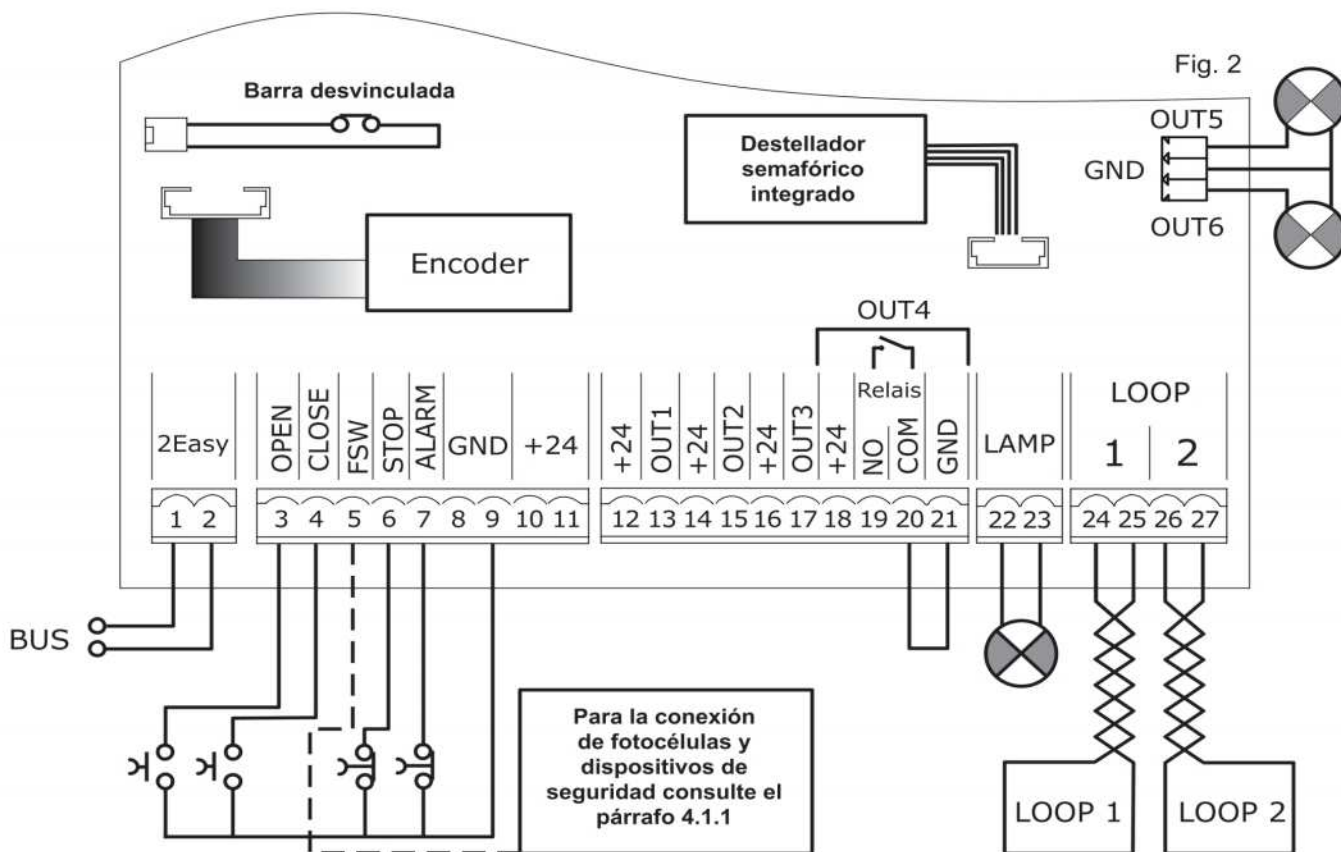 Fig. 2
Barra desvinculada
OUT5
Destellador
semafórico
integrado
GND
OUT6
Encoder
OUT4
2Easy
OPEN
CLOSE
FSW
STOP
ALARM
GND
+24
+24
OUT1
+24
OUT2
+24
OUT3
+24
Relais
NO
COM
GND
LAMP
LOOP
1 2
1 2 3 4 5 6 7 8 9 10 11 12 13 14 15 16 17 18 19 20 21 22 23 24 25 26 27
BUS
Para la conexión
de fotocélulas y
dispositivos de
seguridad consulte el
párrafo 4.1.1
LOOP 1
LOOP 2